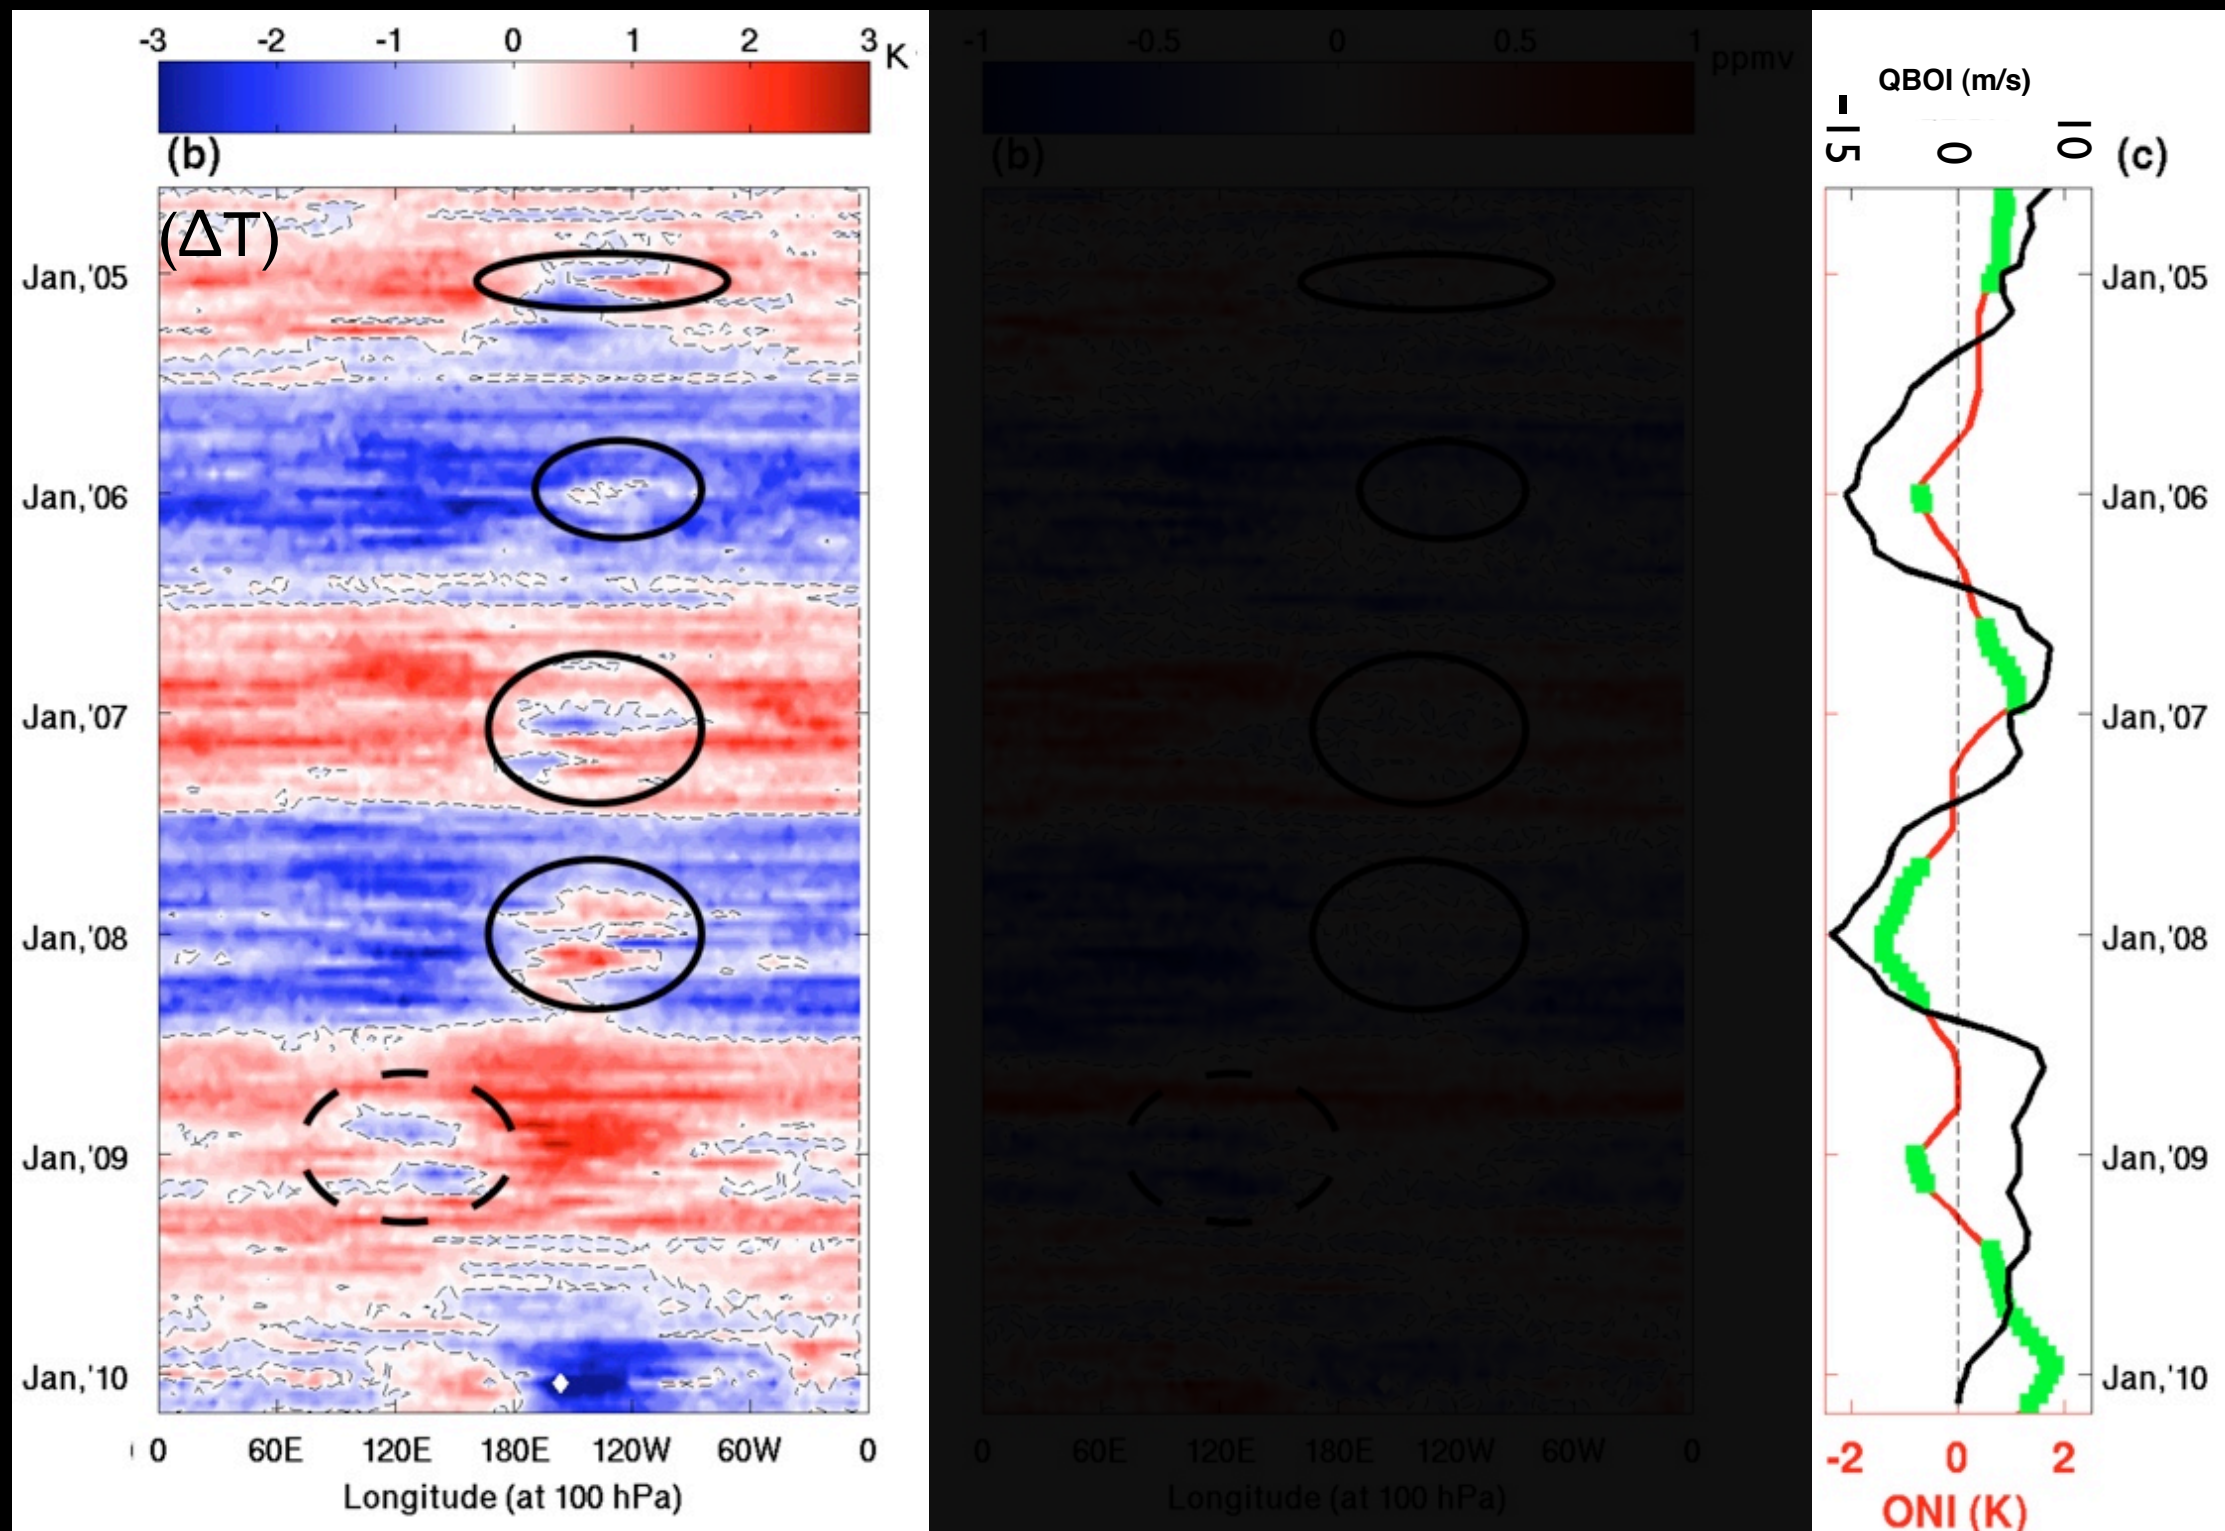 -3 -2 -1 0 1 2 3 K
(b)
(ΔT)
Jan,'05
Jan,'06
Jan,'07
Jan,'08
Jan,'09
Jan,'10
0 60E 120E 180E 120W 60W 0
Longitude (at 100 hPa)
-1 -0.5 0 0.5 1 ppmv
(b)
0 60E 120E 180E 120W 60W 0
Longitude (at 100 hPa)
QBOI (m/s)
-15 0 10
(c)
Jan,'05
Jan,'06
Jan,'07
Jan,'08
Jan,'09
Jan,'10
-2 0 2
ONI (K)